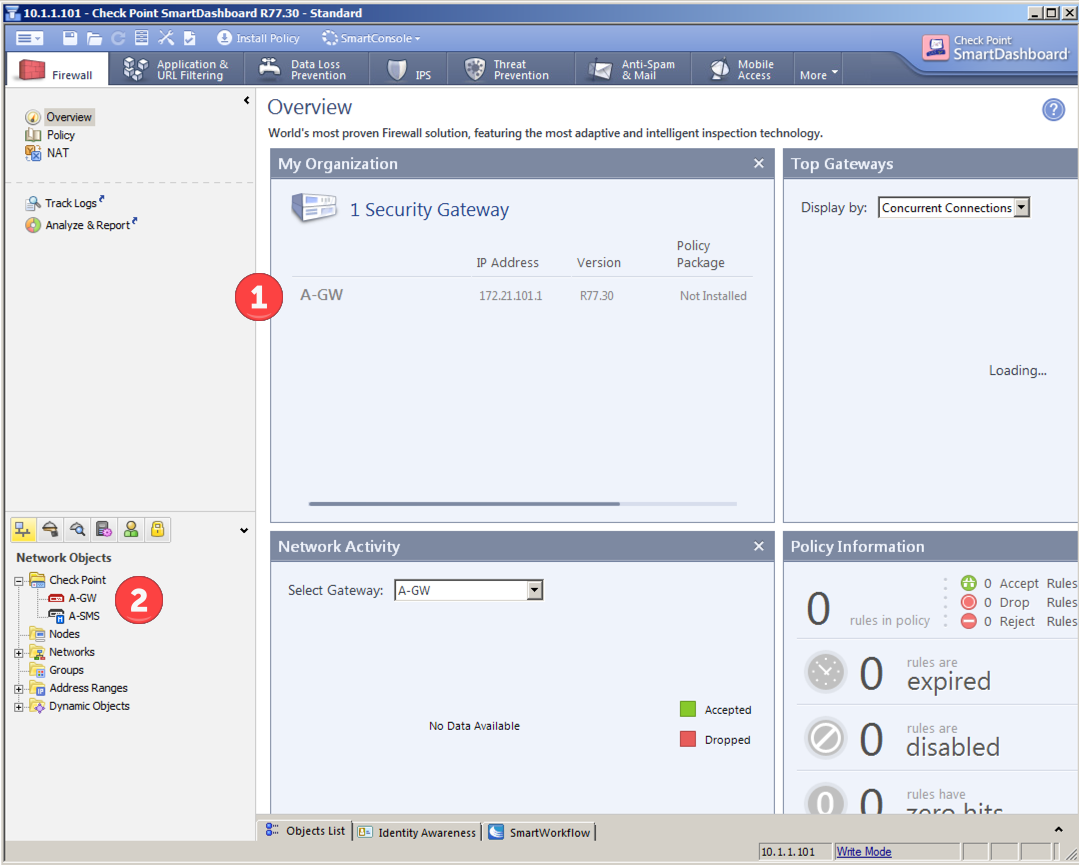 10.1.1.101 - Check Point SmartDashboard R77.30 - Standard
Install Policy
SmartConsole
Check Point
SmartDashboard
Firewall
Application &
URL Filtering
Data Loss
Prevention
IPS
Threat
Prevention
Anti-Spam
& Mail
Mobile
Access
More
Overview
Policy
NAT
Track Logs
Analyze & Report
Overview
World's most proven Firewall solution, featuring the most adaptive and intelligent inspection technology.
My Organization
1 Security Gateway
IP Address Version Policy Package
1
A-GW 172.21.101.1 R77.30 Not Installed
Top Gateways
Display by: Concurrent Connections
Loading...
Network Objects
Check Point
A-GW
A-SMS
2
Nodes
Networks
Groups
Address Ranges
Dynamic Objects
Network Activity
Select Gateway: A-GW
No Data Available
Accepted
Dropped
Policy Information
0 rules in policy
0 Accept Rules
0 Drop Rules
0 Reject Rules
0 rules are
expired
0 rules are
disabled
0 0 rules have
zero hits
Objects List
Identity Awareness
SmartWorkflow
10.1.1.101
Write Mode